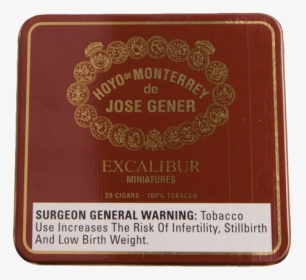 HOYO DE MONTERREY
de
JOSE GENER
EXCALIBUR
MINIATURES
20 CIGARS - 100% TOBACCO
SURGEON GENERAL WARNING: Tobacco
Use Increases The Risk Of Infertility, Stillbirth
And Low Birth Weight.